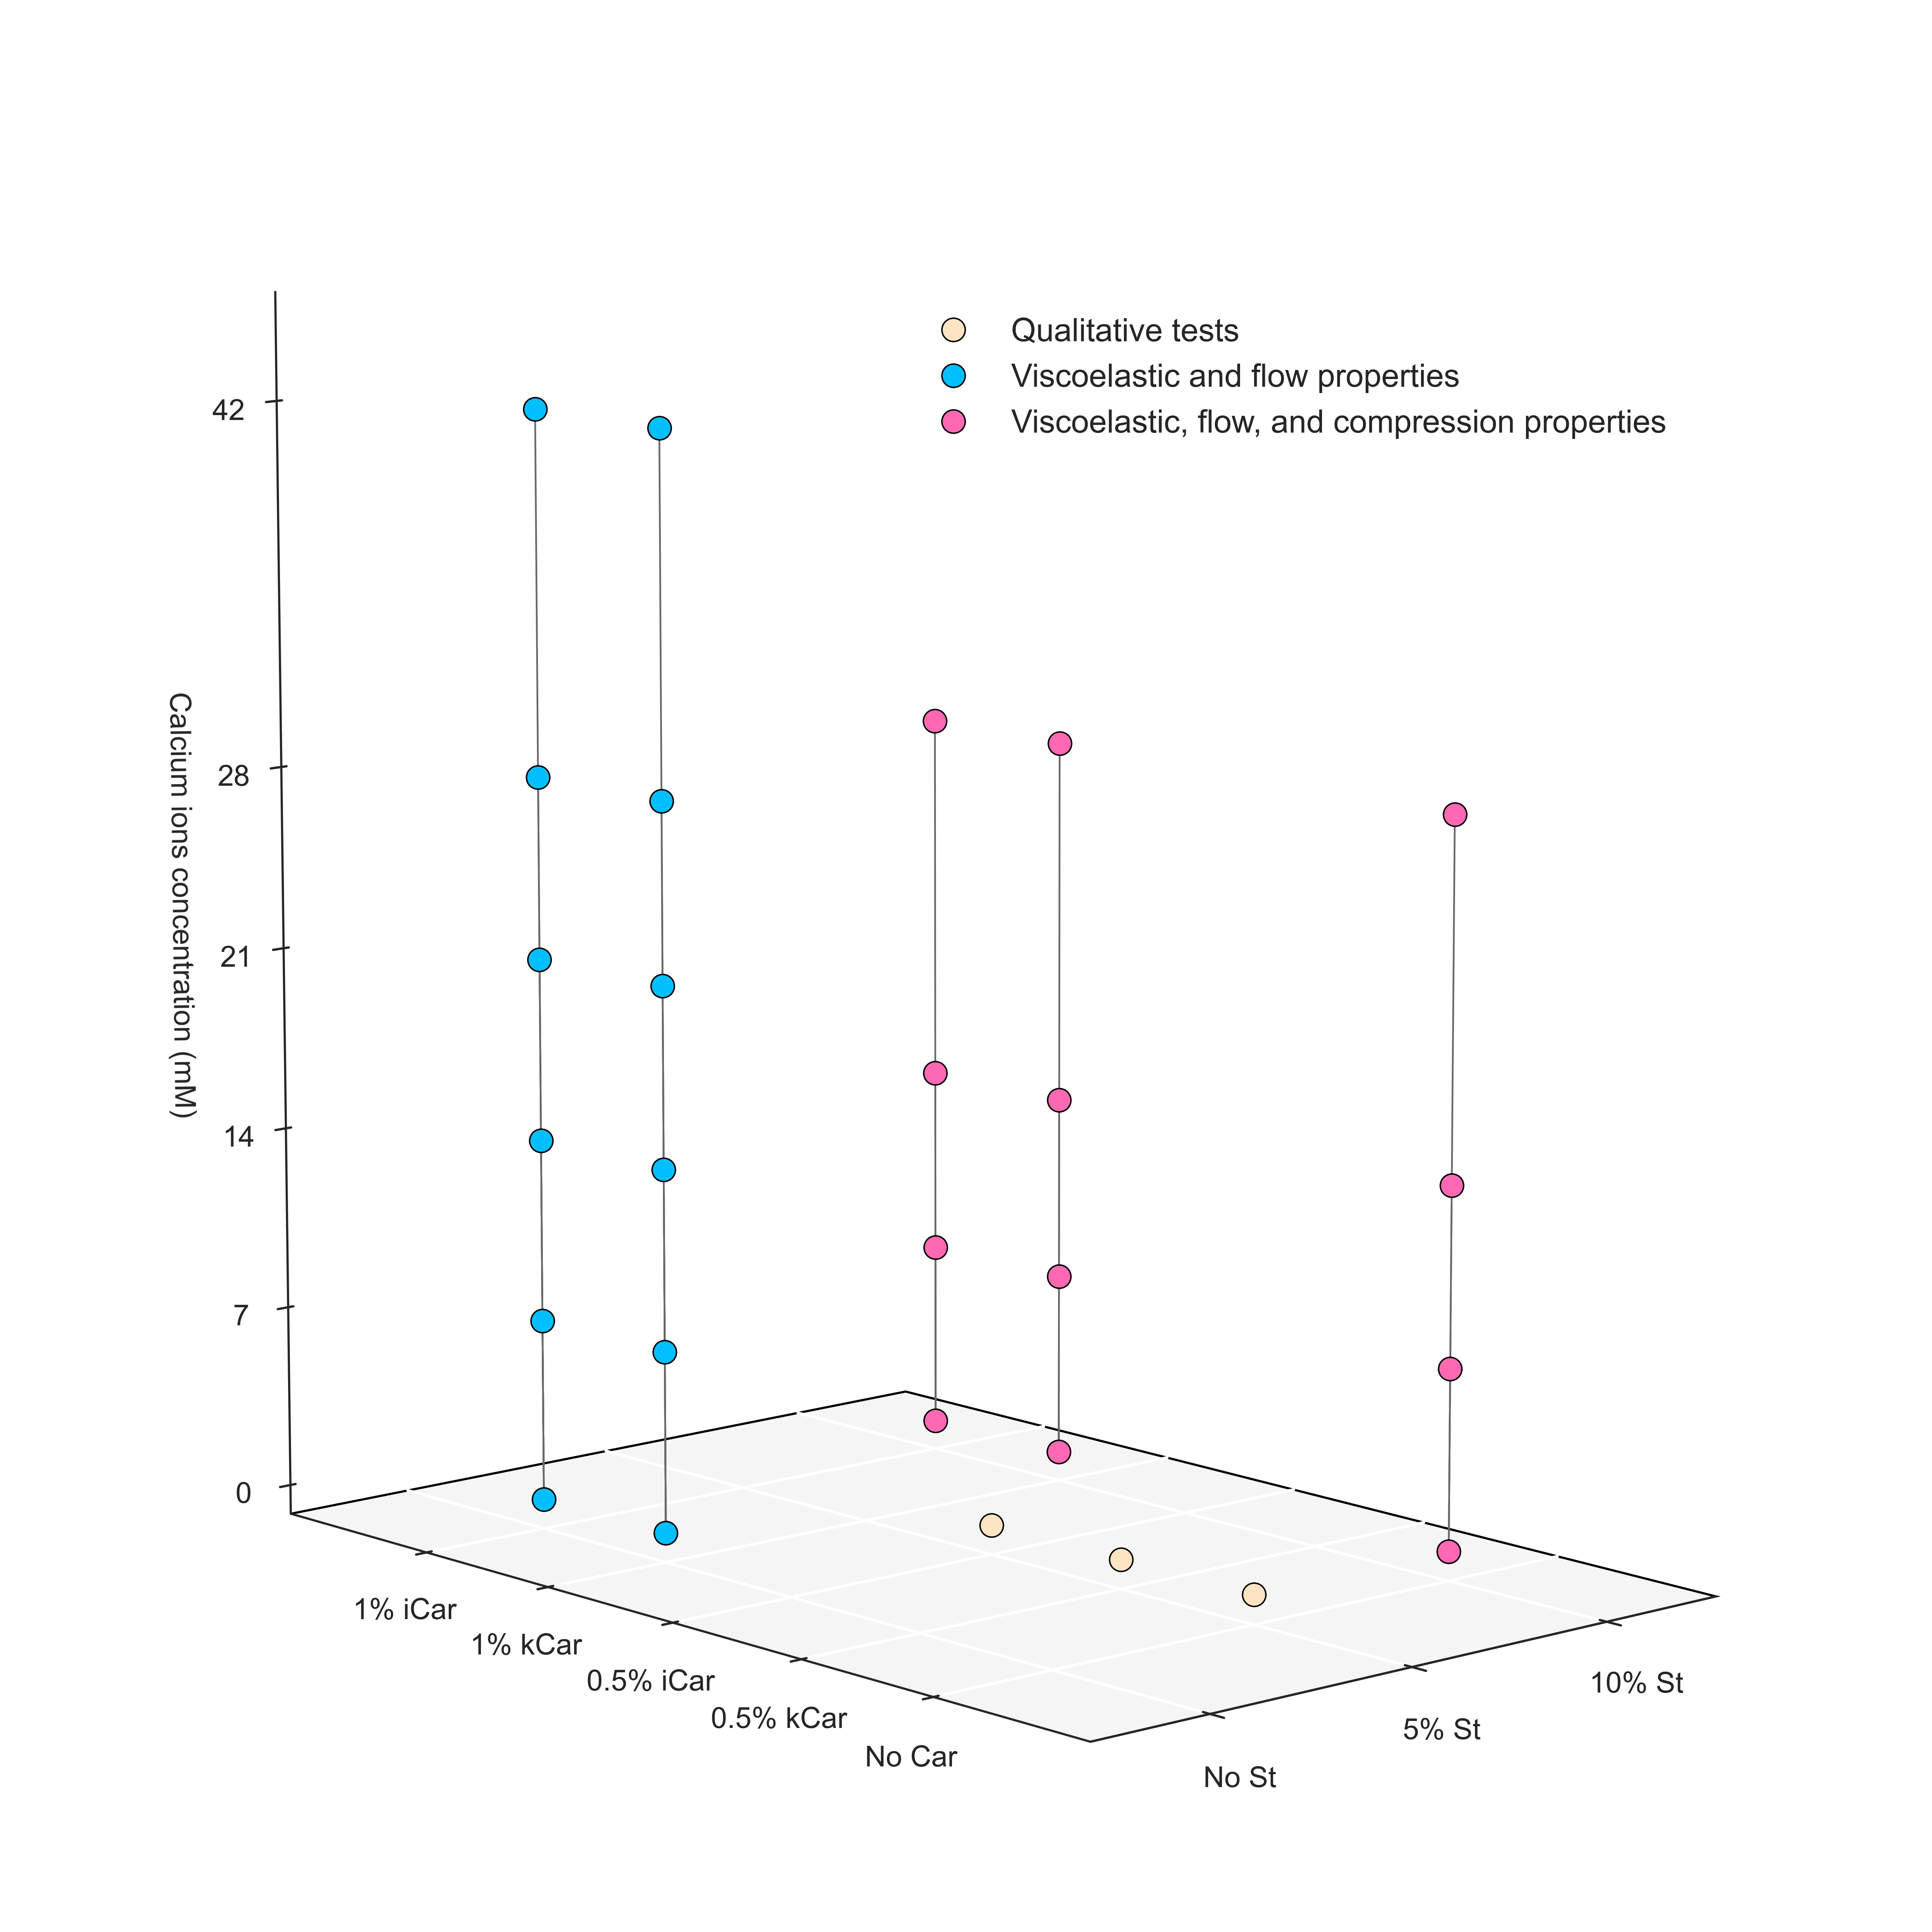 Qualitative tests
Viscoelastic and flow properties
Viscoelastic, flow, and compression properties
42
28
21
14
7
0
Calcium ions concentration (mM)
1% iCar
1% kCar
0.5% iCar
0.5% kCar
No Car
No St
5% St
10% St